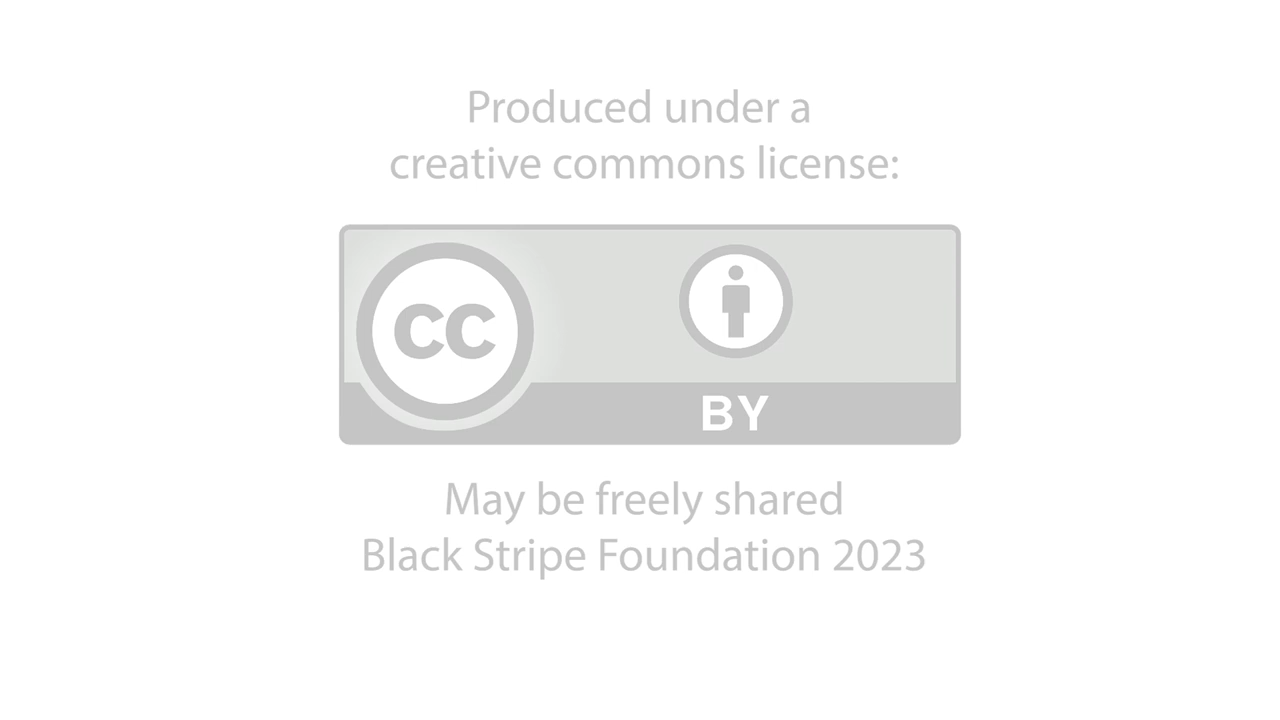 Produced under a
creative commons license:
CC
BY
May be freely shared
Black Stripe Foundation 2023